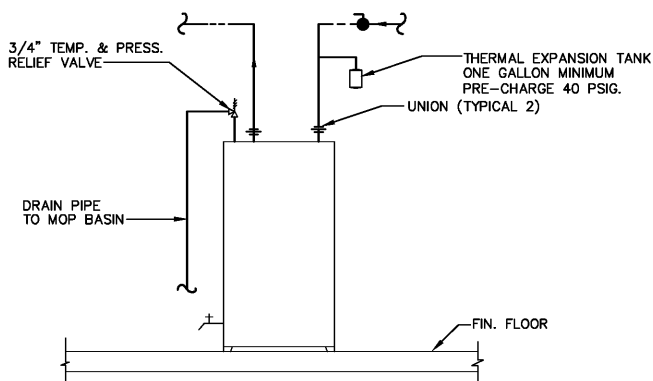 3/4" TEMP. & PRESS.
RELIEF VALVE
THERMAL EXPANSION TANK
ONE GALLON MINIMUM
PRE-CHARGE 40 PSIG.
UNION (TYPICAL 2)
DRAIN PIPE
TO MOP BASIN
FIN. FLOOR